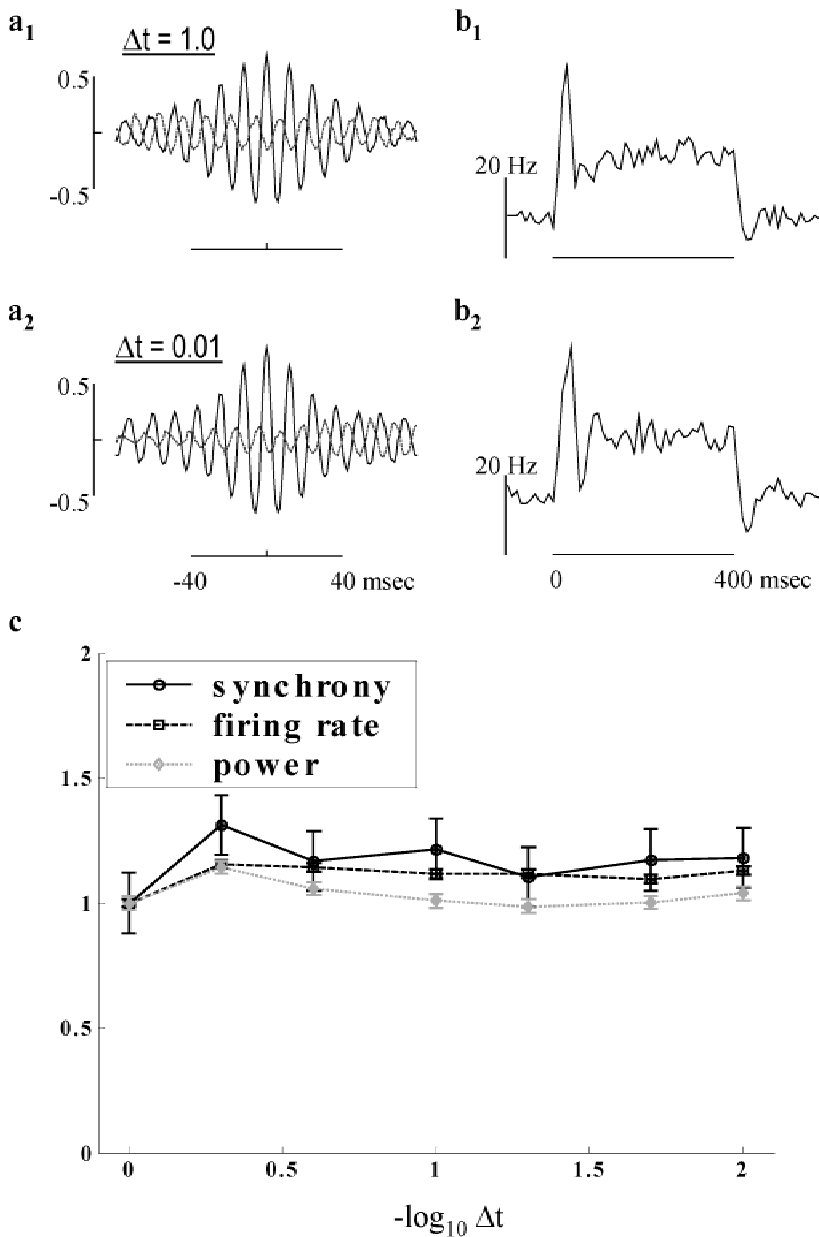 a1
b1
Δt = 1.0
0.5
-0.5
20 Hz
a2
b2
Δt = 0.01
0.5
-0.5
20 Hz
-40
40 msec
0
400 msec
c
2
1.5
1
0.5
0
synchrony
firing rate
power
0
0.5
1
1.5
2
-log10 Δt